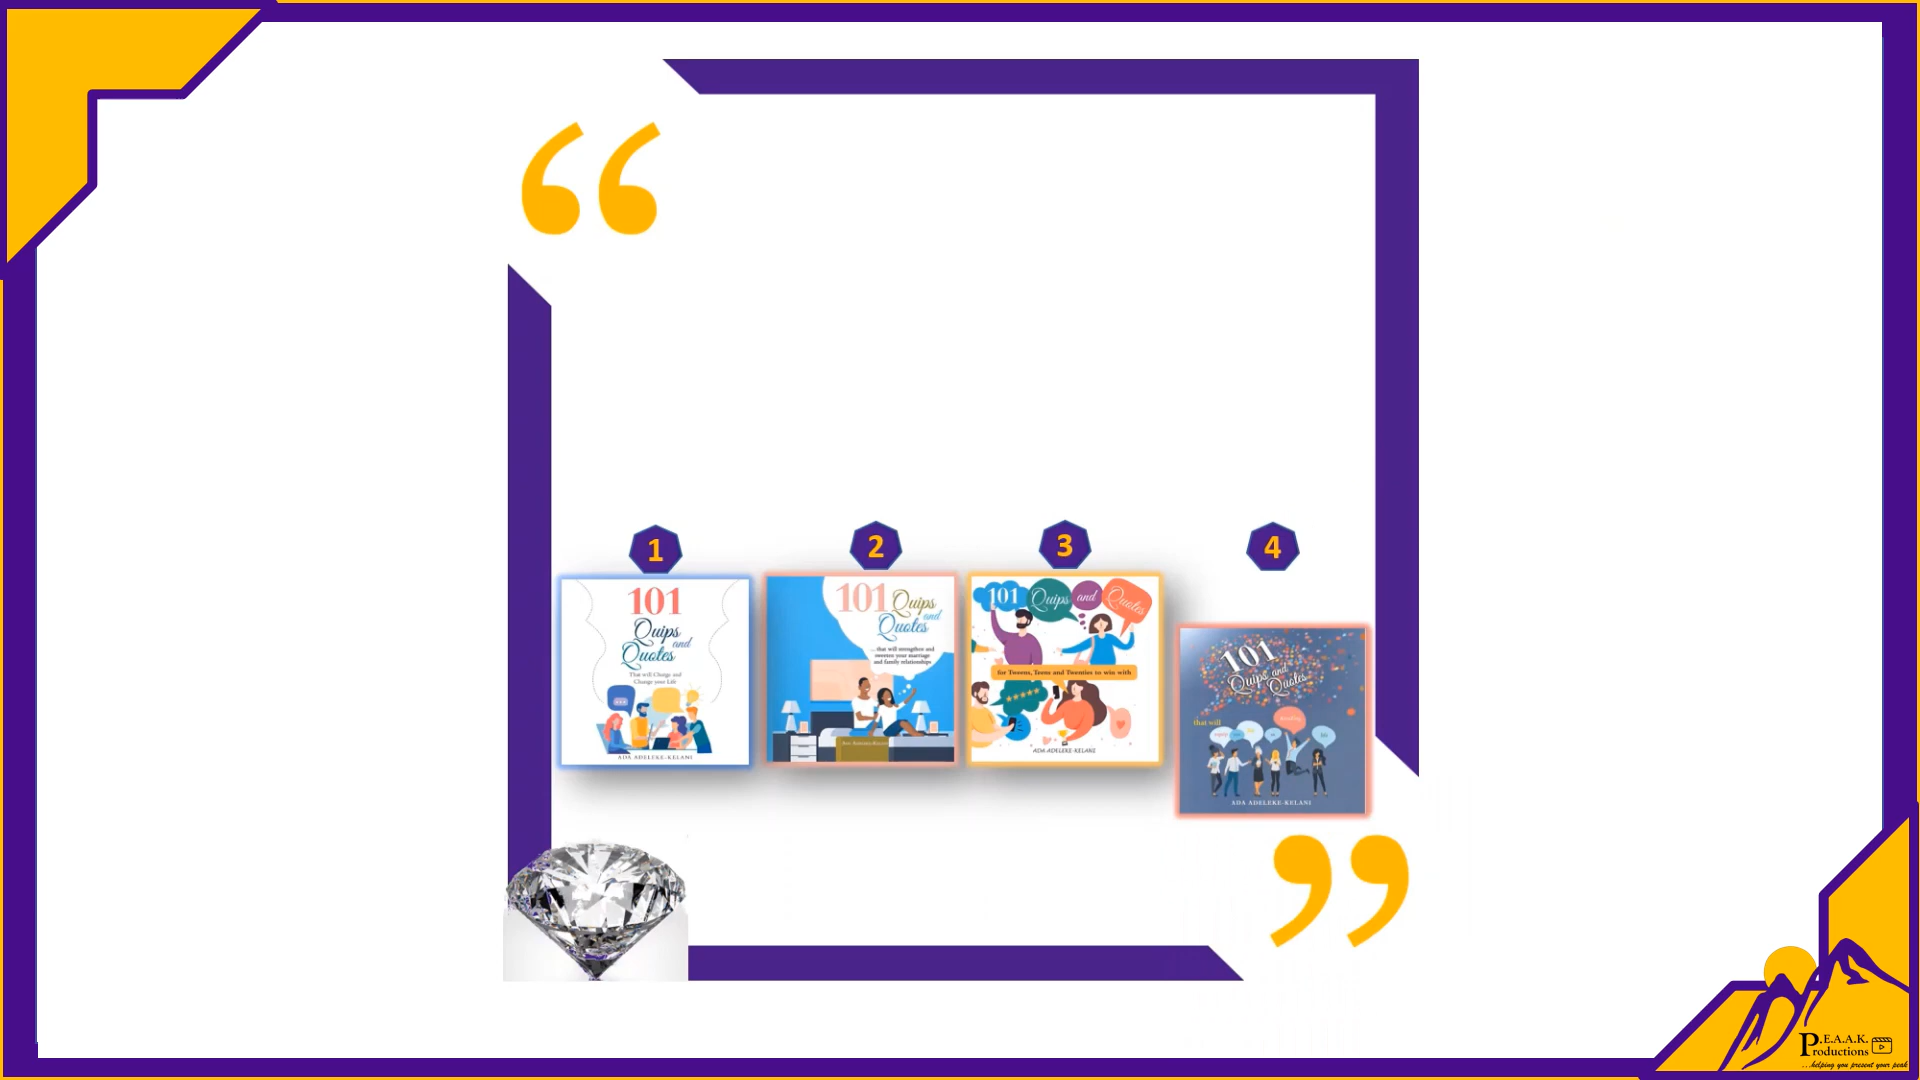 1
2
3
4
101
Quips
and
Quotes
That will Charge and
Change your Life
ADA ADELEKE-KELANI
101 Quips
and
Quotes
... that will strengthen and
sweeten your marriage
and family relationships
101 Quips and Quotes
for Tweens, Teens and Twenties to win with
ADA ADELEKE-KELANI
101
Quips and
Quotes
that will
life
ADA ADELEKE-KELANI
P.E.A.A.K.
Productions
...helping you present your peak